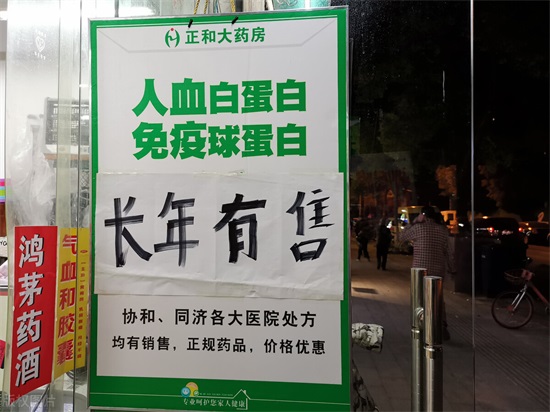 正和大药房
人血白蛋白
免疫球蛋白
长年有售
协和、同济各大医院处方
均有销售，正规药品，价格优惠
专业呵护您家人健康
鸿茅药酒
气血和胶囊